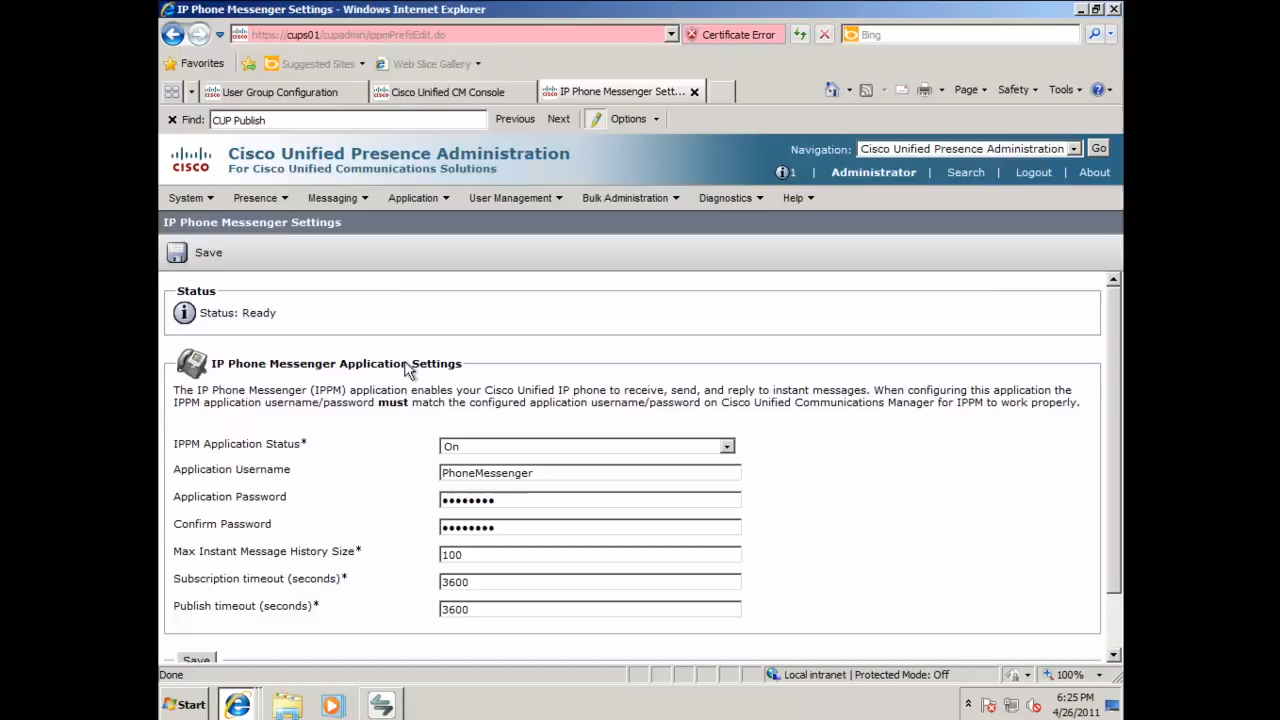 IP Phone Messenger Settings - Windows Internet Explorer
https://cups01/cupadmin/ippmPrefsEdit.do
Certificate Error
Bing
Favorites
Suggested Sites
Web Slice Gallery
User Group Configuration
Cisco Unified CM Console
IP Phone Messenger Sett...
Page
Safety
Tools
Find: CUP Publish
Previous
Next
Options
CISCO
Cisco Unified Presence Administration
For Cisco Unified Communications Solutions
Navigation: Cisco Unified Presence Administration
Go
1 | Administrator | Search | Logout | About
System
Presence
Messaging
Application
User Management
Bulk Administration
Diagnostics
Help
IP Phone Messenger Settings
Save
Status
Status: Ready
IP Phone Messenger Application Settings
The IP Phone Messenger (IPPM) application enables your Cisco Unified IP phone to receive, send, and reply to instant messages. When configuring this application the
IPPM application username/password must match the configured application username/password on Cisco Unified Communications Manager for IPPM to work properly.
IPPM Application Status* On
Application Username PhoneMessenger
Application Password ••••••••
Confirm Password ••••••••
Max Instant Message History Size* 100
Subscription timeout (seconds)* 3600
Publish timeout (seconds)* 3600
Save
Done
Local intranet | Protected Mode: Off
100%
Start
6:25 PM
4/26/2011